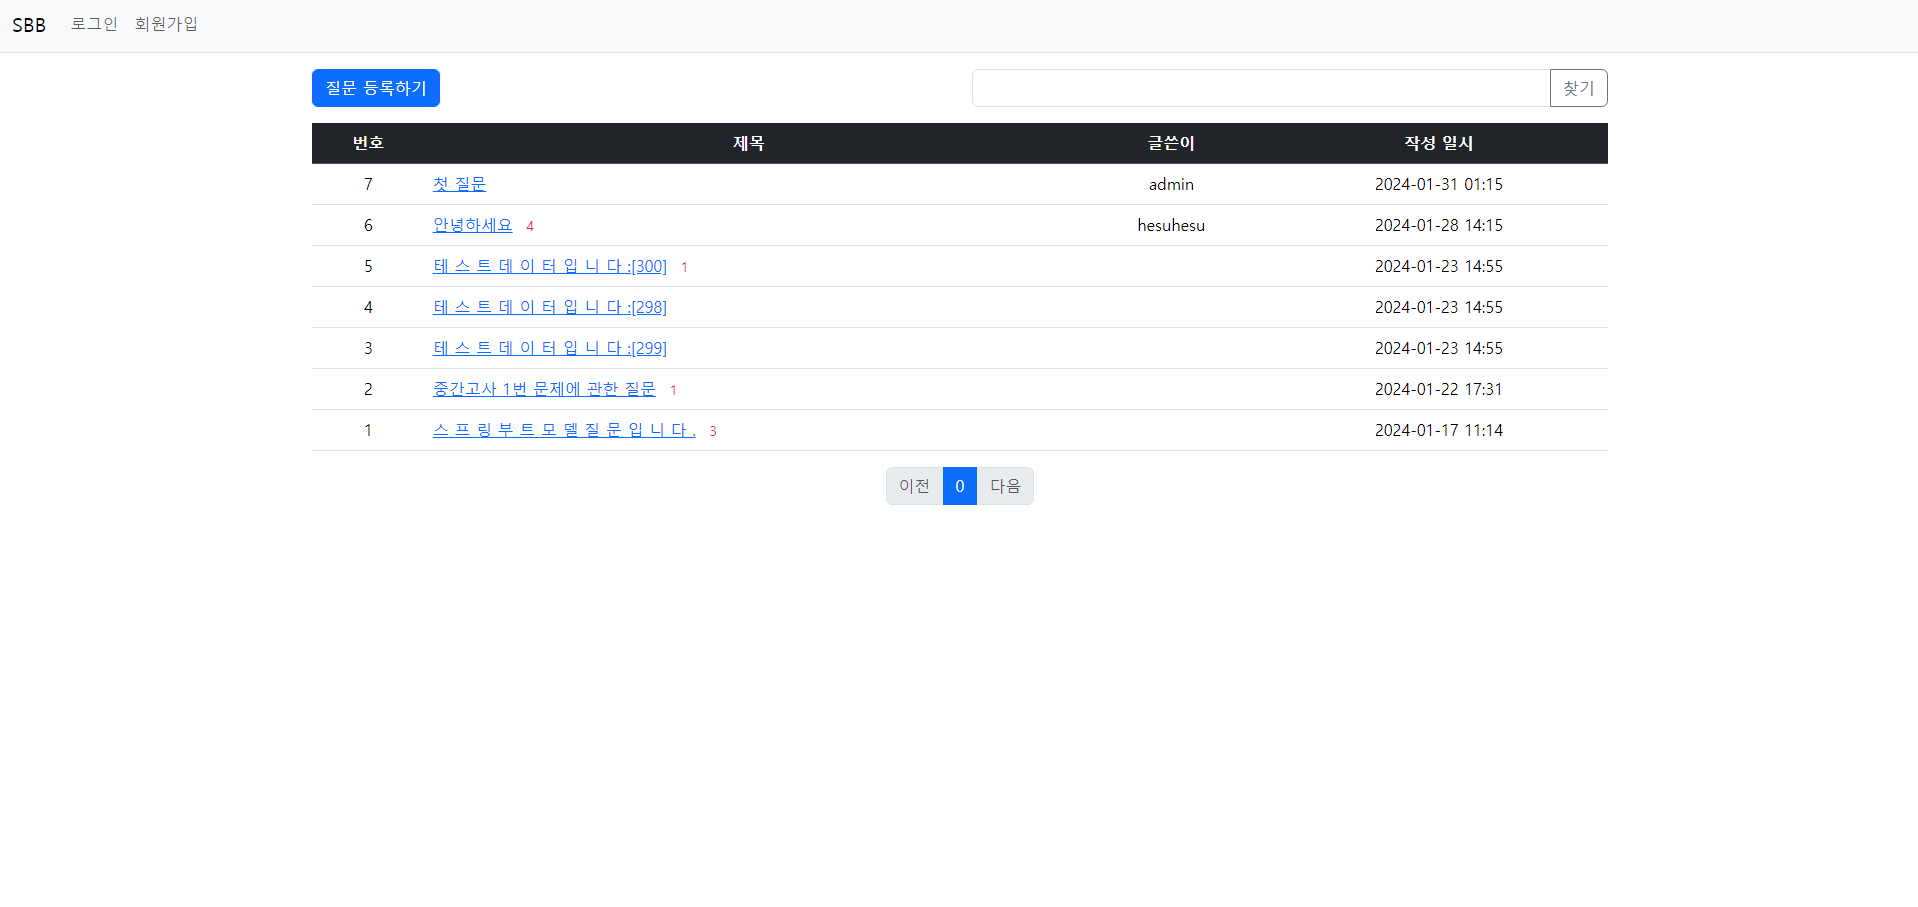 SBB 로그인 회원가입
질문 등록하기 찾기
번호 제목 글쓴이 작성 일시
7 첫 질문 admin 2024-01-31 01:15
6 안녕하세요 4 hesuhesu 2024-01-28 14:15
5 테 스 트 데 이 터 입 니 다 :[300] 1 2024-01-23 14:55
4 테 스 트 데 이 터 입 니 다 :[298] 2024-01-23 14:55
3 테 스 트 데 이 터 입 니 다 :[299] 2024-01-23 14:55
2 중간고사 1번 문제에 관한 질문 1 2024-01-22 17:31
1 스 프 링 부 트 모 델 질 문 입 니 다 . 3 2024-01-17 11:14
이전 0 다음